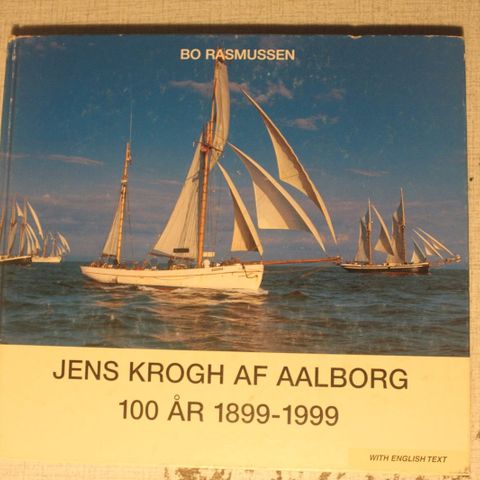 BO RASMUSSEN
JENS KROGH AF AALBORG
100 ÅR 1899-1999
WITH ENGLISH TEXT